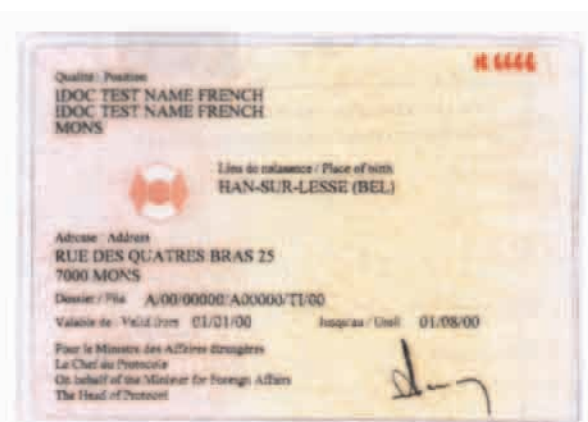 № 6666
Qualité / Position
IDOC TEST NAME FRENCH
IDOC TEST NAME FRENCH
MONS
Lieu de naissance / Place of birth
HAN-SUR-LESSE (BEL)
Adresse / Address
RUE DES QUATRES BRAS 25
7000 MONS
Dossier / File A/00/00000/A00000/TI/00
Valable de / Valid from 01/01/00 Jusqu'au / Until 01/08/00
Pour le Ministre des Affaires étrangères
Le Chef du Protocole
On behalf of the Minister for Foreign Affairs
The Head of Protocol